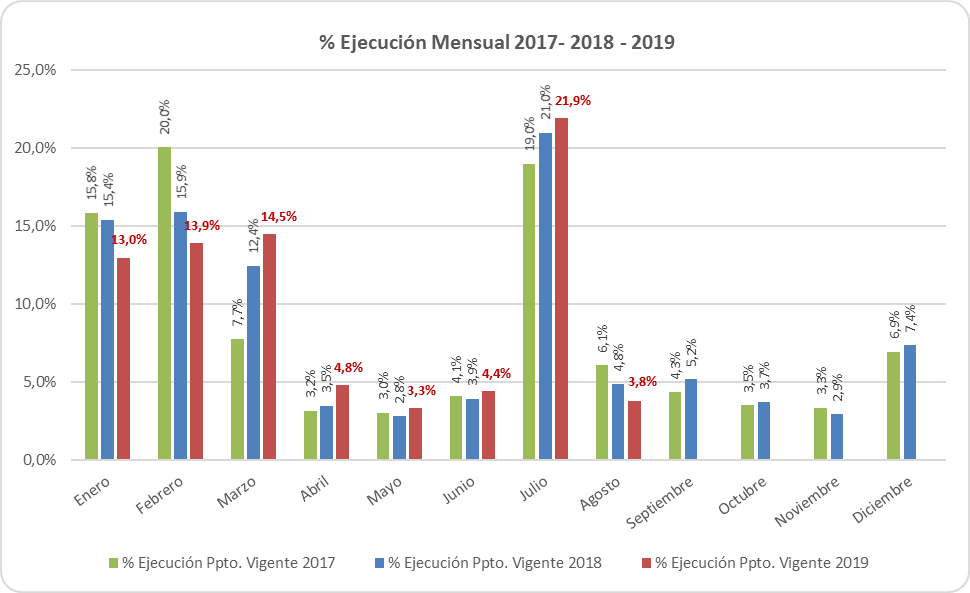 % Ejecución Mensual 2017- 2018 - 2019
25,0%
20,0%
15,0%
10,0%
5,0%
0,0%
15,8%
15,4%
13,0%
20,0%
15,9%
13,9%
7,7%
12,4%
14,5%
3,2%
3,5%
4,8%
3,0%
2,8%
3,3%
4,1%
3,9%
4,4%
19,0%
21,0%
21,9%
6,1%
4,8%
3,8%
4,3%
5,2%
3,5%
3,7%
3,3%
2,9%
6,9%
7,4%
Enero
Febrero
Marzo
Abril
Mayo
Junio
Julio
Agosto
Septiembre
Octubre
Noviembre
Diciembre
% Ejecución Ppto. Vigente 2017
% Ejecución Ppto. Vigente 2018
% Ejecución Ppto. Vigente 2019